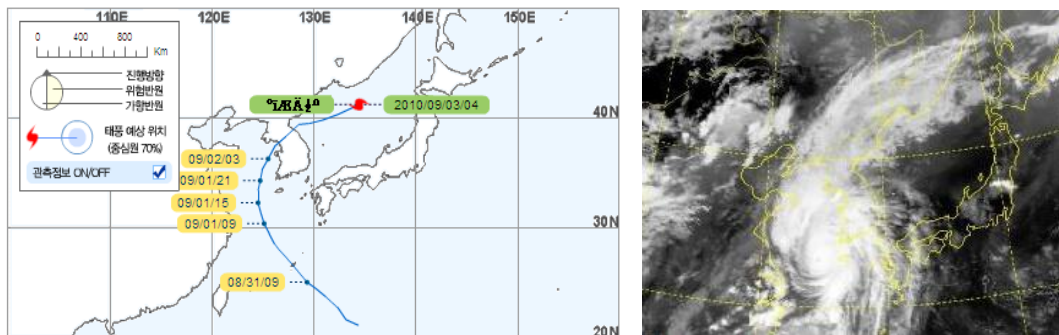 110E 120E 130E 140E 150E
0 400 800
Km
진행방향
위험반원
가항반원
태풍 예상 위치
(중심원 70%)
관측정보 ON/OFF
°ïÆÄ½º
2010/09/03/04
40N
09/02/03
09/01/21
09/01/15
09/01/09
30N
08/31/09
20N